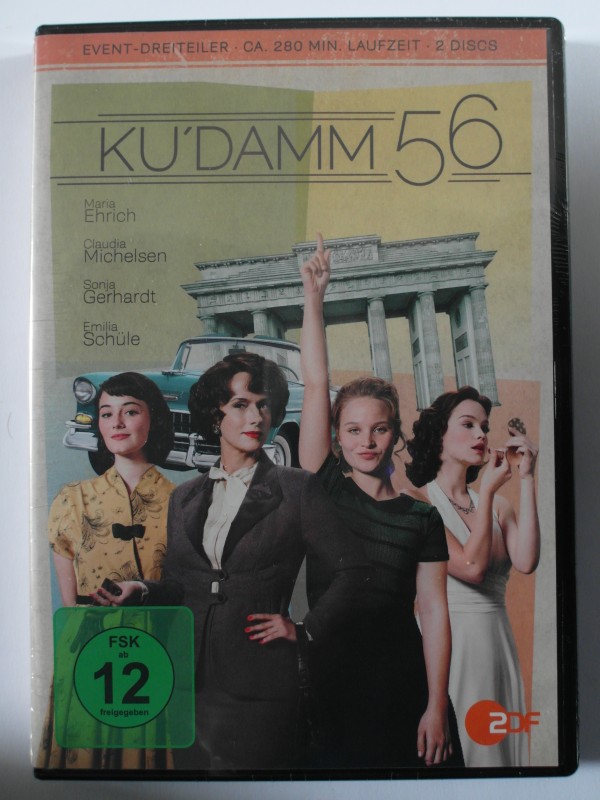 EVENT-DREITEILER · CA. 280 MIN. LAUFZEIT · 2 DISCS
KU'DAMM 56
Maria
Ehrich
Claudia
Michelsen
Sonja
Gerhardt
Emilia
Schüle
FSK
ab
12
freigegeben
ZDF